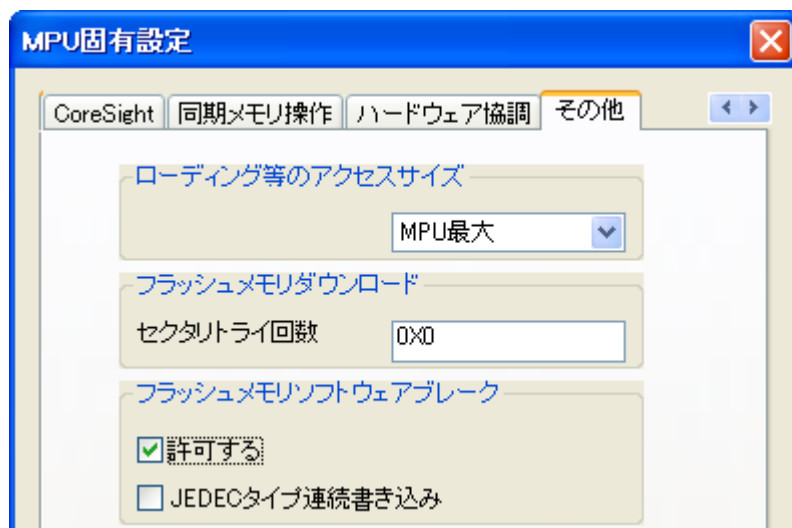 MPU固有設定
CoreSight 同期メモリ操作 ハードウェア協調 その他
ローディング等のアクセスサイズ
MPU最大
フラッシュメモリダウンロード
セクタリトライ回数 0X0
フラッシュメモリソフトウェアブレーク
許可する
JEDECタイプ連続書き込み